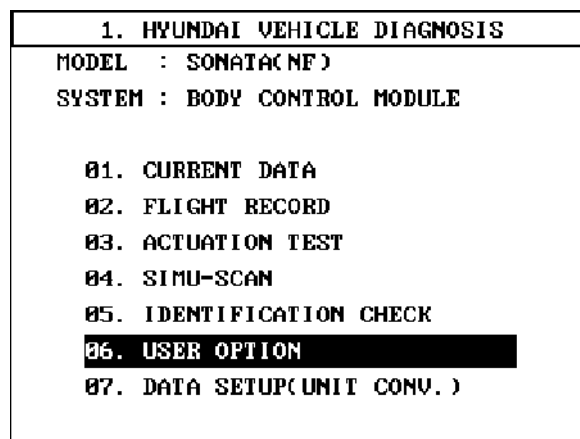 1. HYUNDAI VEHICLE DIAGNOSIS
MODEL : SONATA(NF)
SYSTEM : BODY CONTROL MODULE
01. CURRENT DATA
02. FLIGHT RECORD
03. ACTUATION TEST
04. SIMU-SCAN
05. IDENTIFICATION CHECK
06. USER OPTION
07. DATA SETUP(UNIT CONV.)